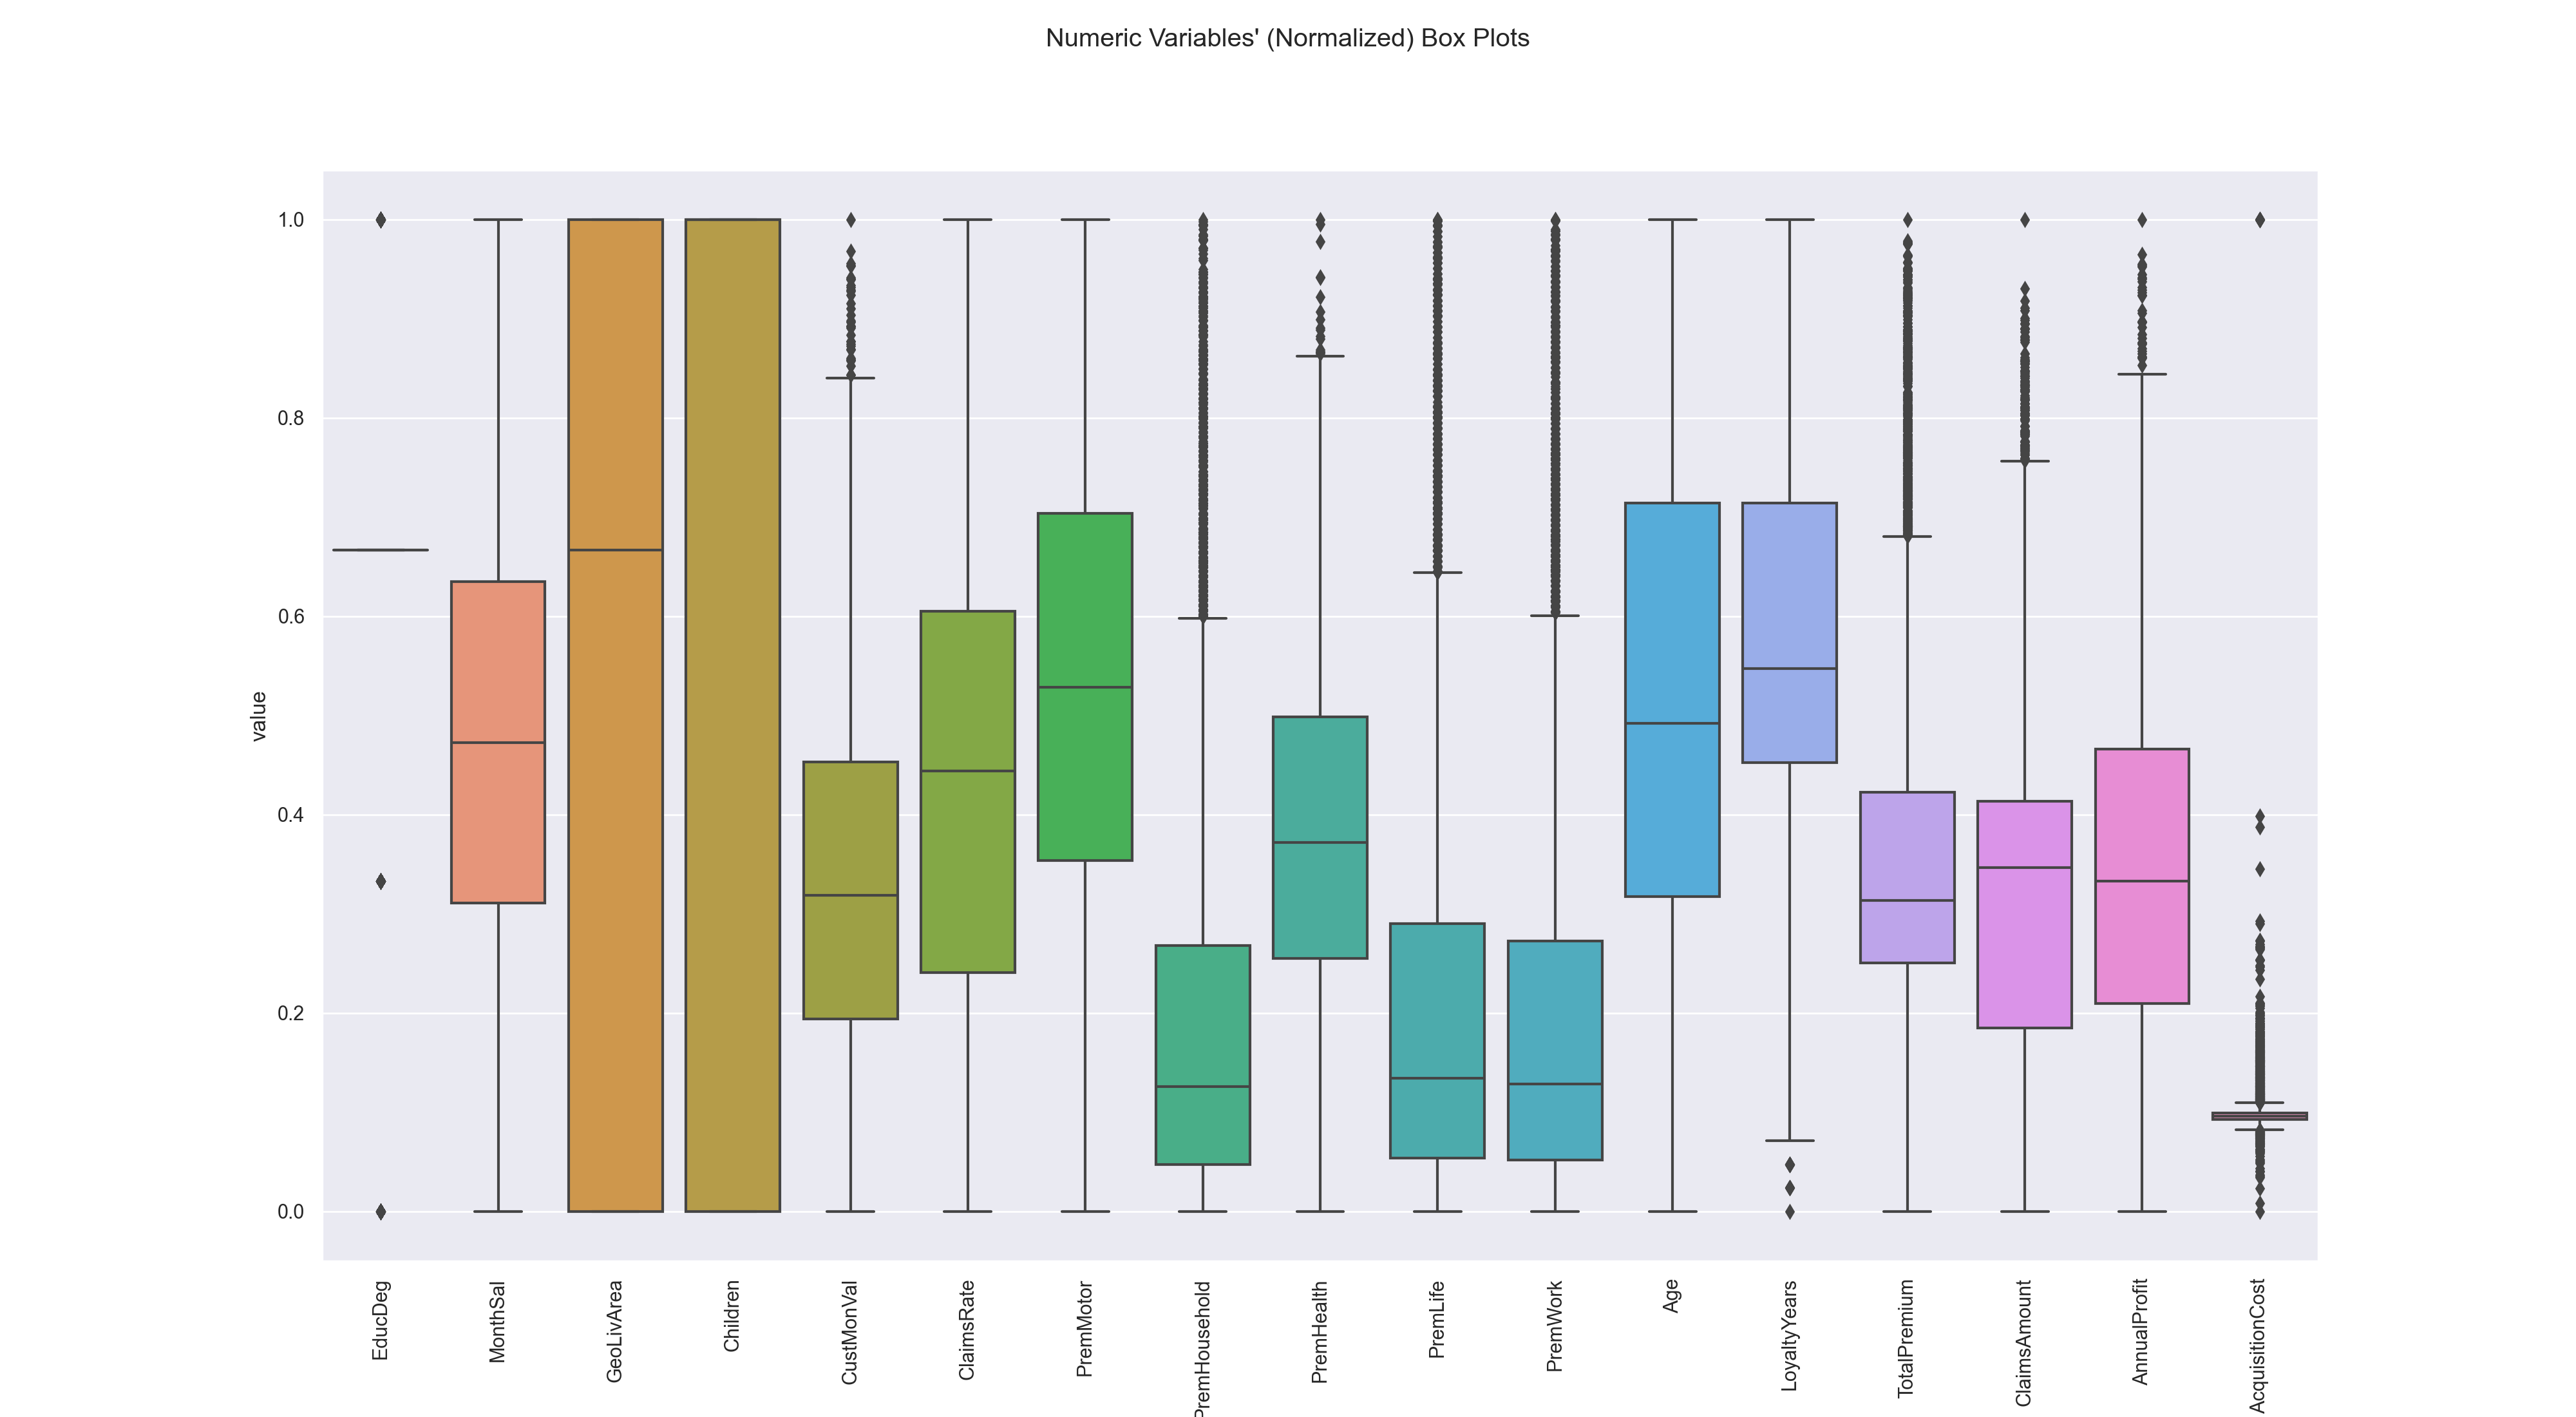 Numeric Variables' (Normalized) Box Plots
1.0
0.8
0.6
0.4
0.2
0.0
value
EducDeg
MonthSal
GeoLivArea
Children
CustMonVal
ClaimsRate
PremMotor
PremHousehold
PremHealth
PremLife
PremWork
Age
LoyaltyYears
TotalPremium
ClaimsAmount
AnnualProfit
AcquisitionCost